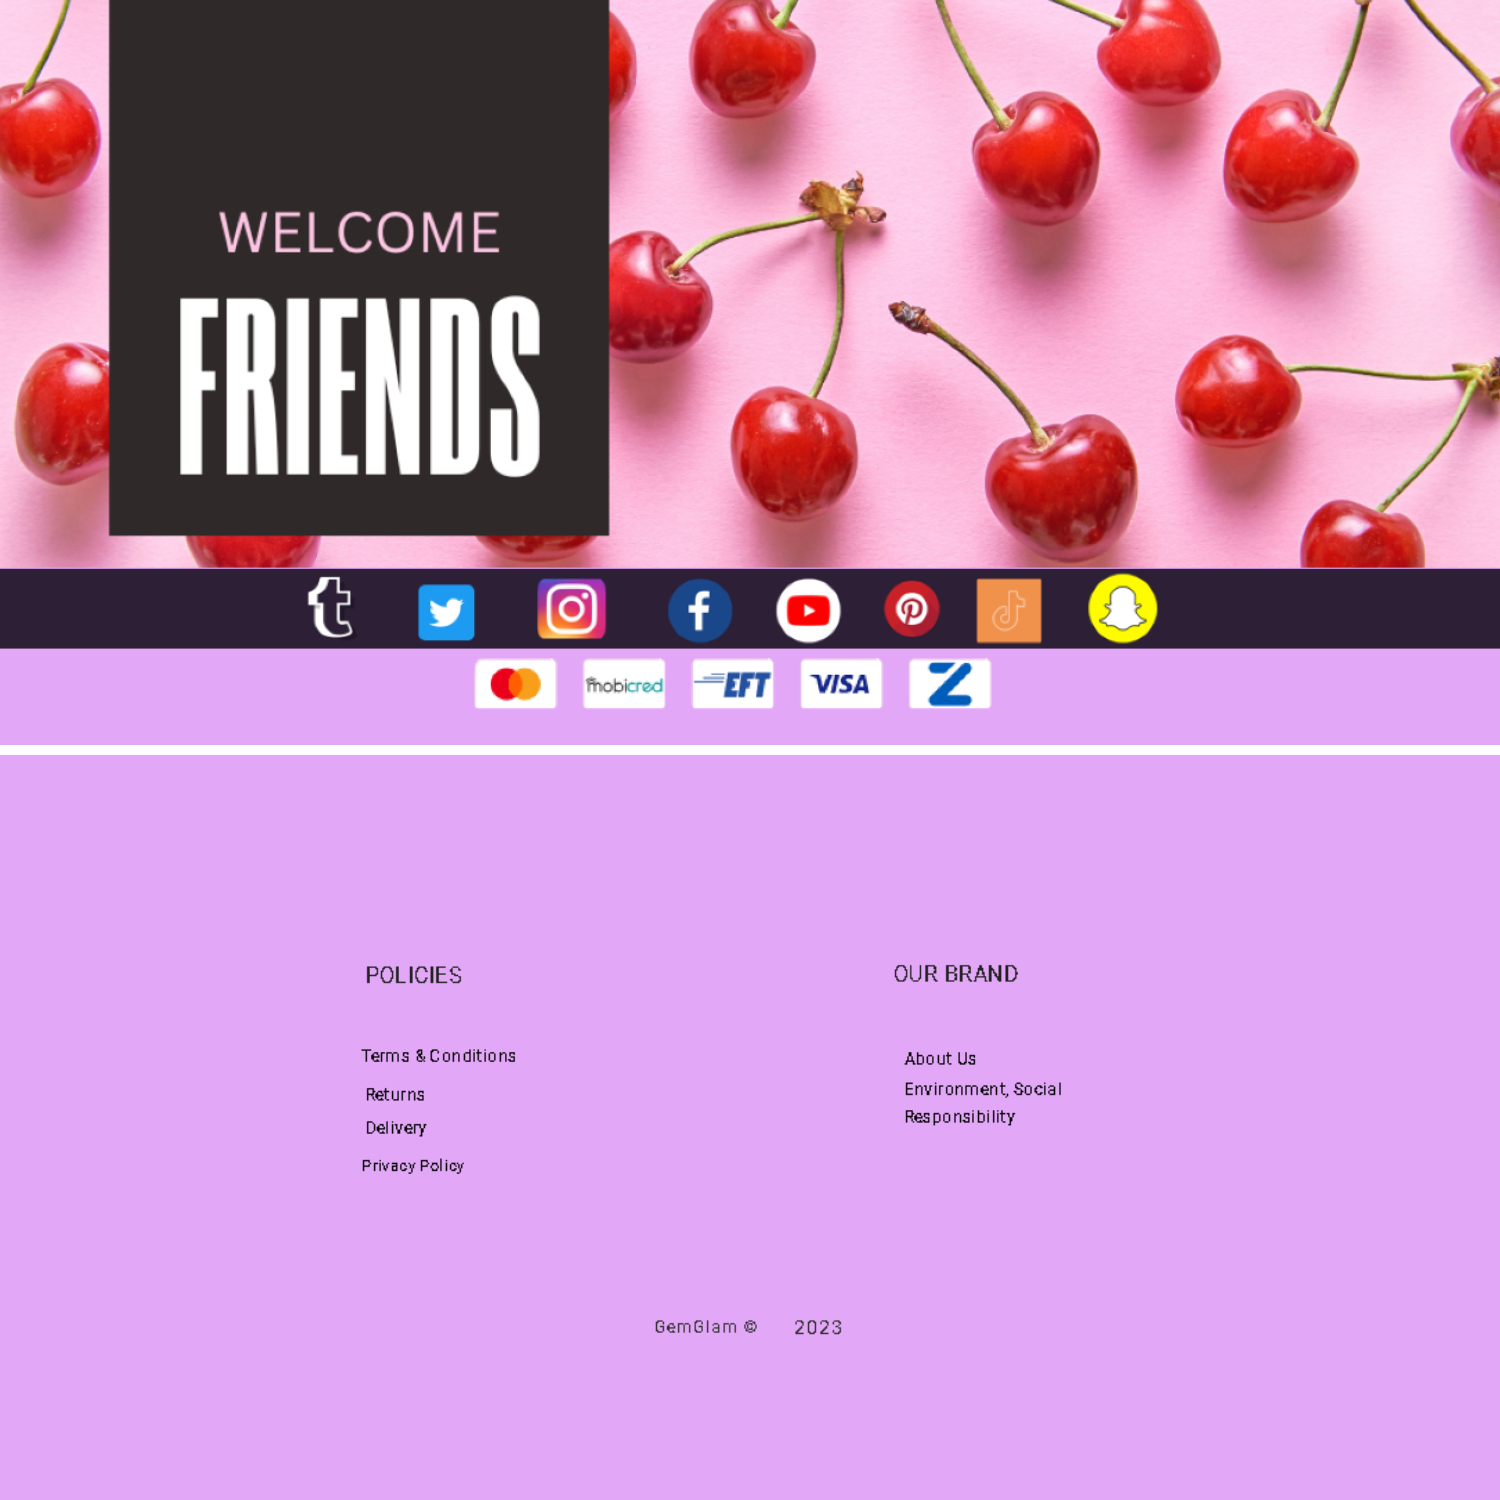 WELCOME
FRIENDS
mobicred
EFT
VISA
POLICIES
Terms & Conditions
Returns
Delivery
Privacy Policy
OUR BRAND
About Us
Environment, Social
Responsibility
GemGlam © 2023